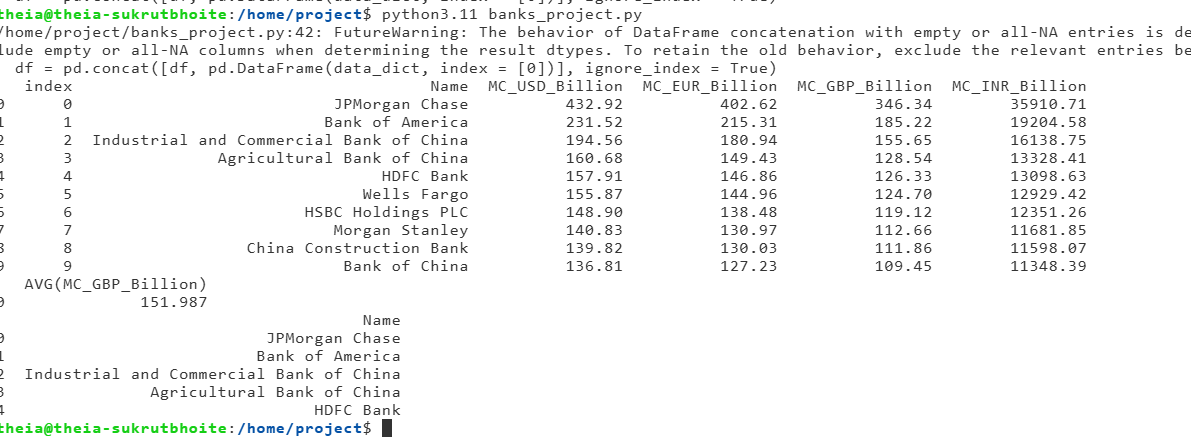 df = pd.concat([df, pd.DataFrame(data_dict, index = [0])], ignore_index = True)
theia@theia-sukrutbhoite:/home/project$ python3.11 banks_project.py
/home/project/banks_project.py:42: FutureWarning: The behavior of DataFrame concatenation with empty or all-NA entries is de
lude empty or all-NA columns when determining the result dtypes. To retain the old behavior, exclude the relevant entries be
df = pd.concat([df, pd.DataFrame(data_dict, index = [0])], ignore_index = True)
index Name MC_USD_Billion MC_EUR_Billion MC_GBP_Billion MC_INR_Billion
0 0 JPMorgan Chase 432.92 402.62 346.34 35910.71
1 1 Bank of America 231.52 215.31 185.22 19204.58
2 2 Industrial and Commercial Bank of China 194.56 180.94 155.65 16138.75
3 3 Agricultural Bank of China 160.68 149.43 128.54 13328.41
4 4 HDFC Bank 157.91 146.86 126.33 13098.63
5 5 Wells Fargo 155.87 144.96 124.70 12929.42
6 6 HSBC Holdings PLC 148.90 138.48 119.12 12351.26
7 7 Morgan Stanley 140.83 130.97 112.66 11681.85
8 8 China Construction Bank 139.82 130.03 111.86 11598.07
9 9 Bank of China 136.81 127.23 109.45 11348.39
AVG(MC_GBP_Billion)
0 151.987
Name
0 JPMorgan Chase
1 Bank of America
2 Industrial and Commercial Bank of China
3 Agricultural Bank of China
4 HDFC Bank
theia@theia-sukrutbhoite:/home/project$